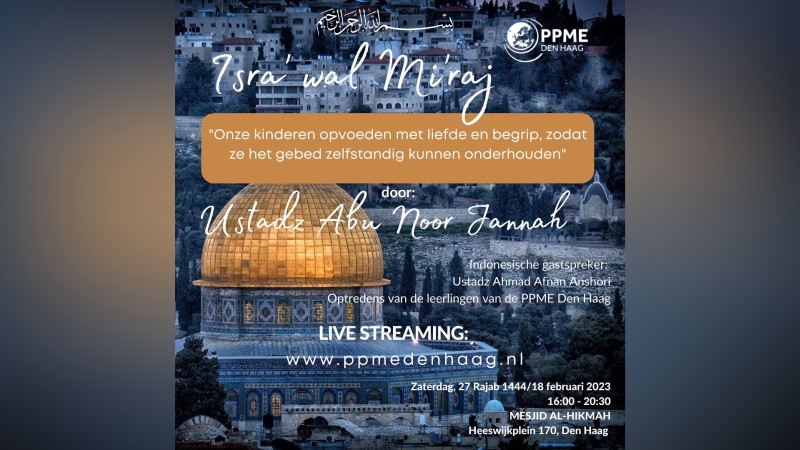 بسم الله الرحمن الرحيم
PPME
DEN HAAG
Isra' wal Mi'raj
"Onze kinderen opvoeden met liefde en begrip, zodat
ze het gebed zelfstandig kunnen onderhouden"
door:
Ustadz Abu Noor Jannah
Indonesische gastspreker:
Ustadz Ahmad Afnan Anshori
Optredens van de leerlingen van de PPME Den Haag
LIVE STREAMING:
www.ppmedenhaag.nl
Zaterdag, 27 Rajab 1444/18 februari 2023
16:00 - 20:30
MESJID AL-HIKMAH
Heeswijkplein 170, Den Haag